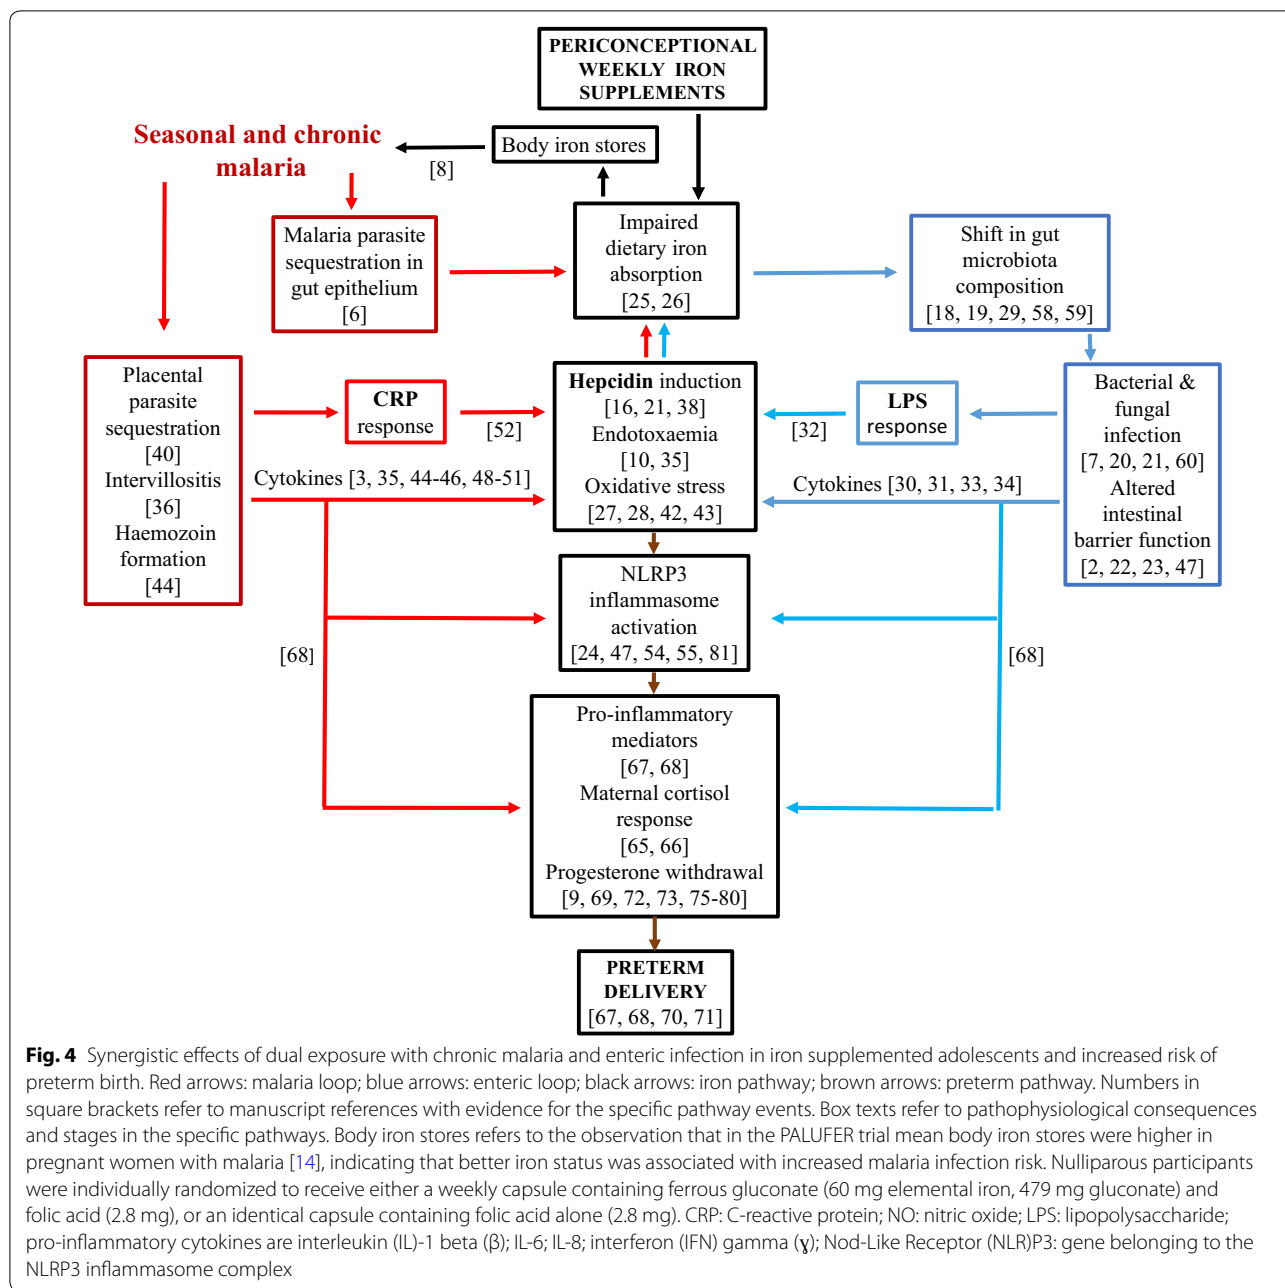 PERICONCEPTIONAL
WEEKLY IRON
SUPPLEMENTS
Seasonal and chronic
malaria
Body iron stores
[8]
Malaria parasite
sequestration in
gut epithelium
[6]
Impaired
dietary iron
absorption
[25, 26]
Shift in gut
microbiota
composition
[18, 19, 29, 58, 59]
Placental
parasite
sequestration
[40]
Intervillositis
[36]
Haemozoin
formation
[44]
CRP
response
[52]
Cytokines [3, 35, 44-46, 48-51]
Hepcidin induction
[16, 21, 38]
Endotoxaemia
[10, 35]
Oxidative stress
[27, 28, 42, 43]
LPS
response
[32]
Cytokines [30, 31, 33, 34]
Bacterial &
fungal
infection
[7, 20, 21, 60]
Altered
intestinal
barrier function
[2, 22, 23, 47]
NLRP3
inflammasome
activation
[24, 47, 54, 55, 81]
[68]
[68]
Pro-inflammatory
mediators
[67, 68]
Maternal cortisol
response
[65, 66]
Progesterone withdrawal
[9, 69, 72, 73, 75-80]
PRETERM
DELIVERY
[67, 68, 70, 71]
Fig. 4 Synergistic effects of dual exposure with chronic malaria and enteric infection in iron supplemented adolescents and increased risk of
preterm birth. Red arrows: malaria loop; blue arrows: enteric loop; black arrows: iron pathway; brown arrows: preterm pathway. Numbers in
square brackets refer to manuscript references with evidence for the specific pathway events. Box texts refer to pathophysiological consequences
and stages in the specific pathways. Body iron stores refers to the observation that in the PALUFER trial mean body iron stores were higher in
pregnant women with malaria [14], indicating that better iron status was associated with increased malaria infection risk. Nulliparous participants
were individually randomized to receive either a weekly capsule containing ferrous gluconate (60 mg elemental iron, 479 mg gluconate) and
folic acid (2.8 mg), or an identical capsule containing folic acid alone (2.8 mg). CRP: C-reactive protein; NO: nitric oxide; LPS: lipopolysaccharide;
pro-inflammatory cytokines are interleukin (IL)-1 beta (β); IL-6; IL-8; interferon (IFN) gamma (ɣ); Nod-Like Receptor (NLR)P3: gene belonging to the
NLRP3 inflammasome complex